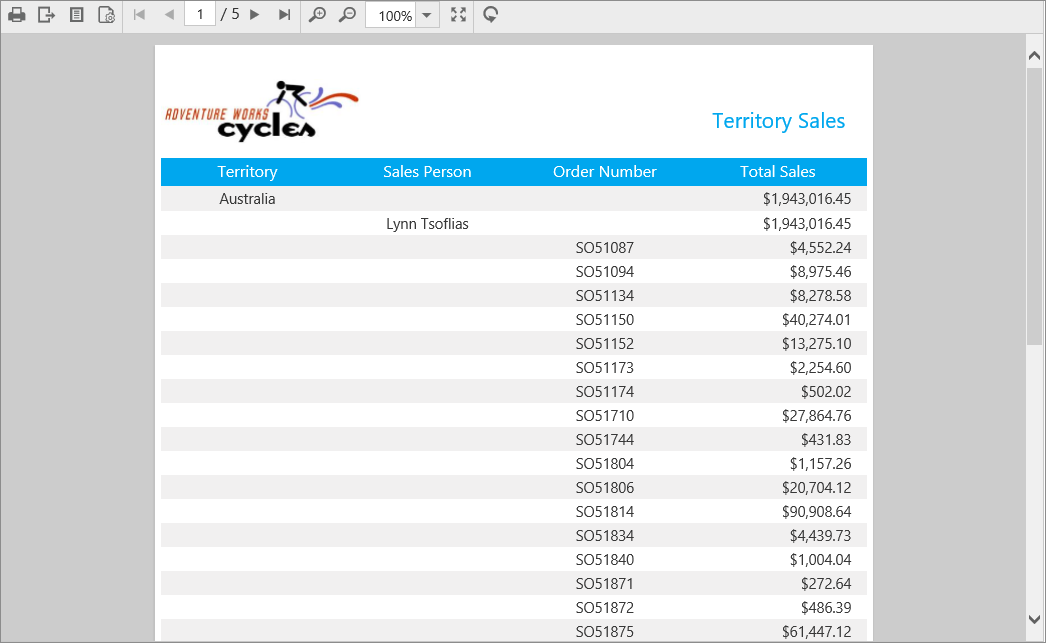 1 / 5 100%
ADVENTURE WORKS
cycles
Territory Sales
Territory Sales Person Order Number Total Sales
Australia $1,943,016.45
Lynn Tsoflias $1,943,016.45
SO51087 $4,552.24
SO51094 $8,975.46
SO51134 $8,278.58
SO51150 $40,274.01
SO51152 $13,275.10
SO51173 $2,254.60
SO51174 $502.02
SO51710 $27,864.76
SO51744 $431.83
SO51804 $1,157.26
SO51806 $20,704.12
SO51814 $90,908.64
SO51834 $4,439.73
SO51840 $1,004.04
SO51871 $272.64
SO51872 $486.39
SO51875 $61,447.12